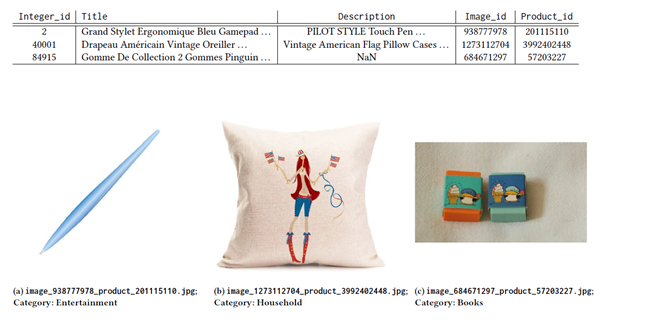 Integer_id Title Description Image_id Product_id
2 Grand Stylet Ergonomique Bleu Gamepad ... PILOT STYLE Touch Pen ... 938777978 201115110
40001 Drapeau Américain Vintage Oreiller ... Vintage American Flag Pillow Cases ... 1273112704 3992402448
84915 Gomme De Collection 2 Gommes Pinguin ... NaN 684671297 57203227
(a) image_938777978_product_201115110.jpg;
Category: Entertainment
(b) image_1273112704_product_3992402448.jpg;
Category: Household
(c) image_684671297_product_57203227.jpg;
Category: Books